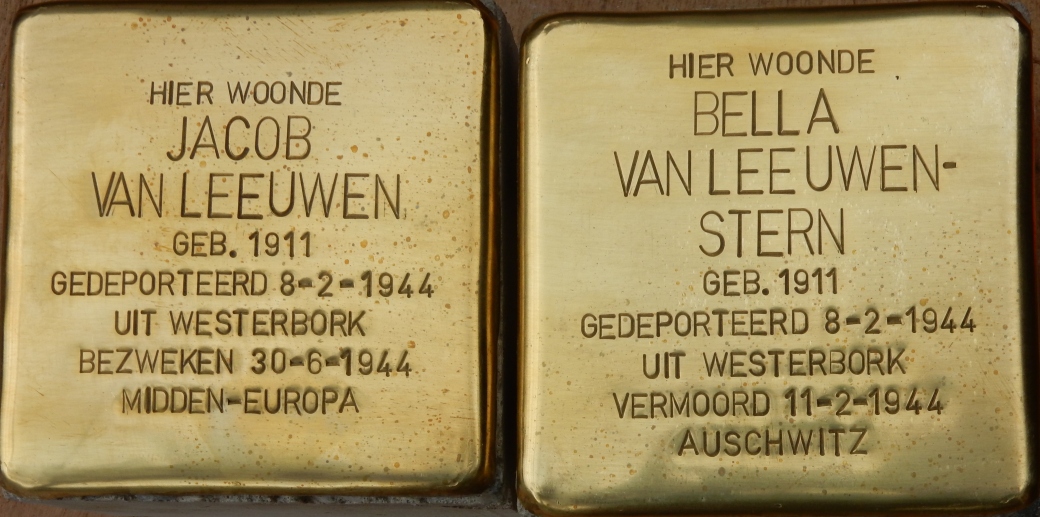 HIER WOONDE
JACOB
VAN LEEUWEN
GEB. 1911
GEDEPORTEERD 8-2-1944
UIT WESTERBORK
BEZWEKEN 30-6-1944
MIDDEN-EUROPA
HIER WOONDE
BELLA
VAN LEEUWEN-
STERN
GEB. 1911
GEDEPORTEERD 8-2-1944
UIT WESTERBORK
VERMOORD 11-2-1944
AUSCHWITZ